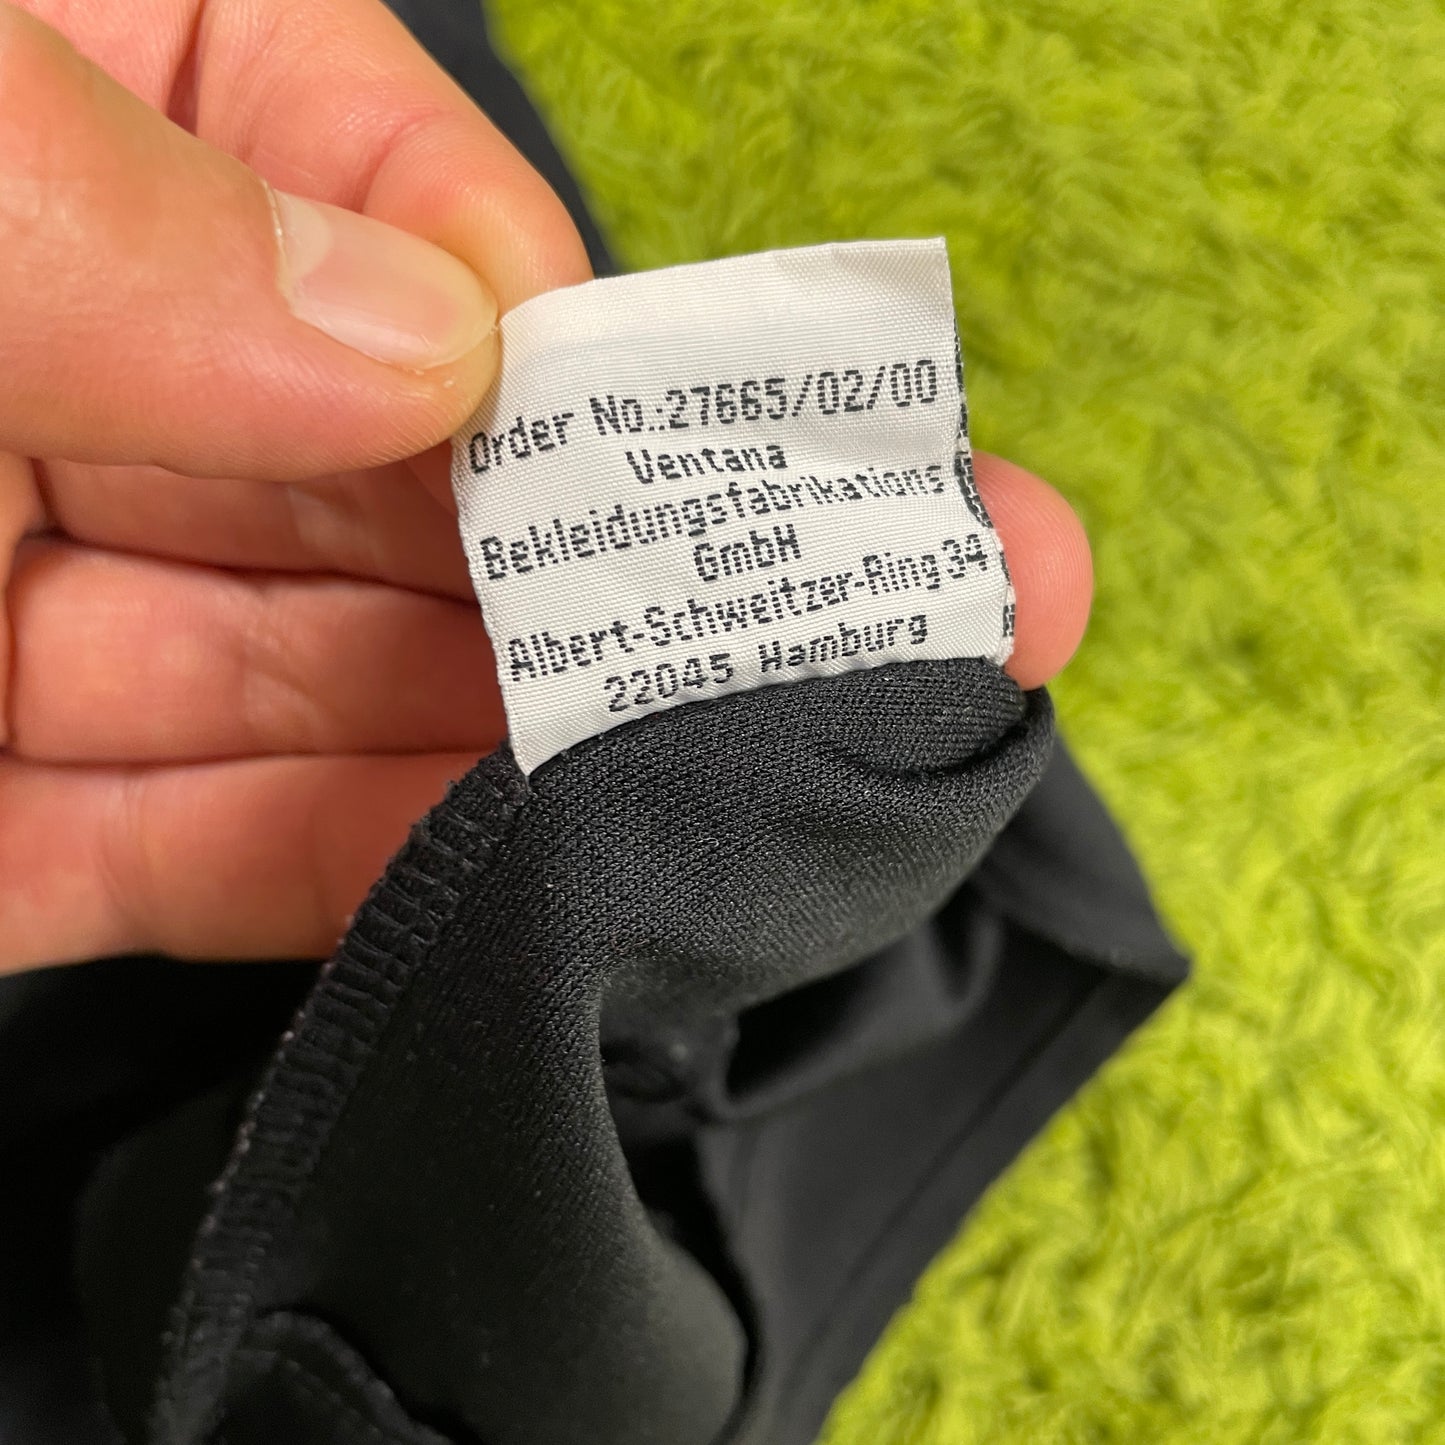 Order No.:27665/02/00
Ventana
Bekleidungsfabrikations
GmbH
Albert-Schweitzer-Ring 34
22045 Hamburg